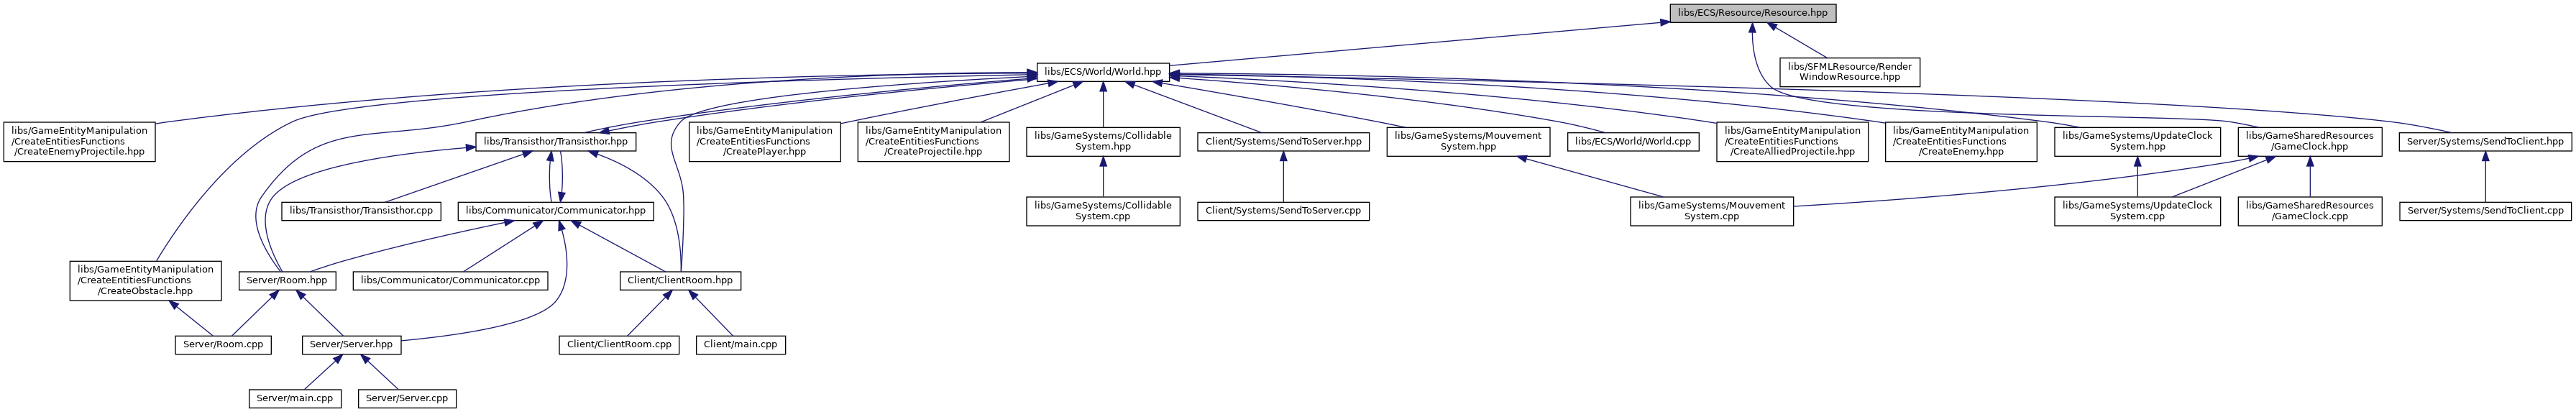 libs/ECS/Resource/Resource.hpp
libs/ECS/World/World.hpp
libs/SFMLResource/Render
WindowResource.hpp
libs/GameEntityManipulation
/CreateEntitiesFunctions
/CreateEnemyProjectile.hpp
libs/Transisthor/Transisthor.hpp
libs/GameEntityManipulation
/CreateEntitiesFunctions
/CreatePlayer.hpp
libs/GameEntityManipulation
/CreateEntitiesFunctions
/CreateProjectile.hpp
libs/GameSystems/Collidable
System.hpp
Client/Systems/SendToServer.hpp
libs/GameSystems/Mouvement
System.hpp
libs/ECS/World/World.cpp
libs/GameEntityManipulation
/CreateEntitiesFunctions
/CreateAlliedProjectile.hpp
libs/GameEntityManipulation
/CreateEntitiesFunctions
/CreateEnemy.hpp
libs/GameSystems/UpdateClock
System.hpp
libs/GameSharedResources
/GameClock.hpp
Server/Systems/SendToClient.hpp
libs/Transisthor/Transisthor.cpp
libs/Communicator/Communicator.hpp
libs/GameSystems/Collidable
System.cpp
Client/Systems/SendToServer.cpp
libs/GameSystems/Mouvement
System.cpp
libs/GameSystems/UpdateClock
System.cpp
libs/GameSharedResources
/GameClock.cpp
Server/Systems/SendToClient.cpp
libs/GameEntityManipulation
/CreateEntitiesFunctions
/CreateObstacle.hpp
Server/Room.hpp
libs/Communicator/Communicator.cpp
Client/ClientRoom.hpp
Server/Room.cpp
Server/Server.hpp
Client/ClientRoom.cpp
Client/main.cpp
Server/main.cpp
Server/Server.cpp